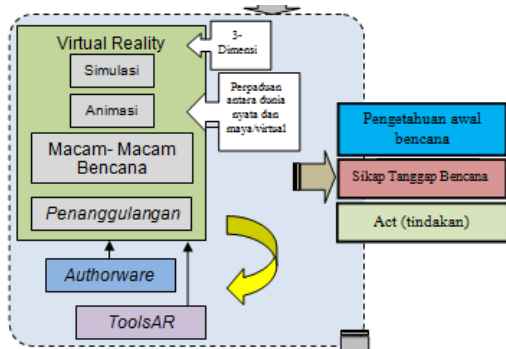 Virtual Reality
Simulasi
Animasi
Macam- Macam
Bencana
Penanggulangan
Authorware
ToolsAR
3-
Dimensi
Perpaduan
antara dunia
nyata dan
maya/virtual
Pengetahuan awal
bencana
Sikap Tanggap Bencana
Act (tindakan)